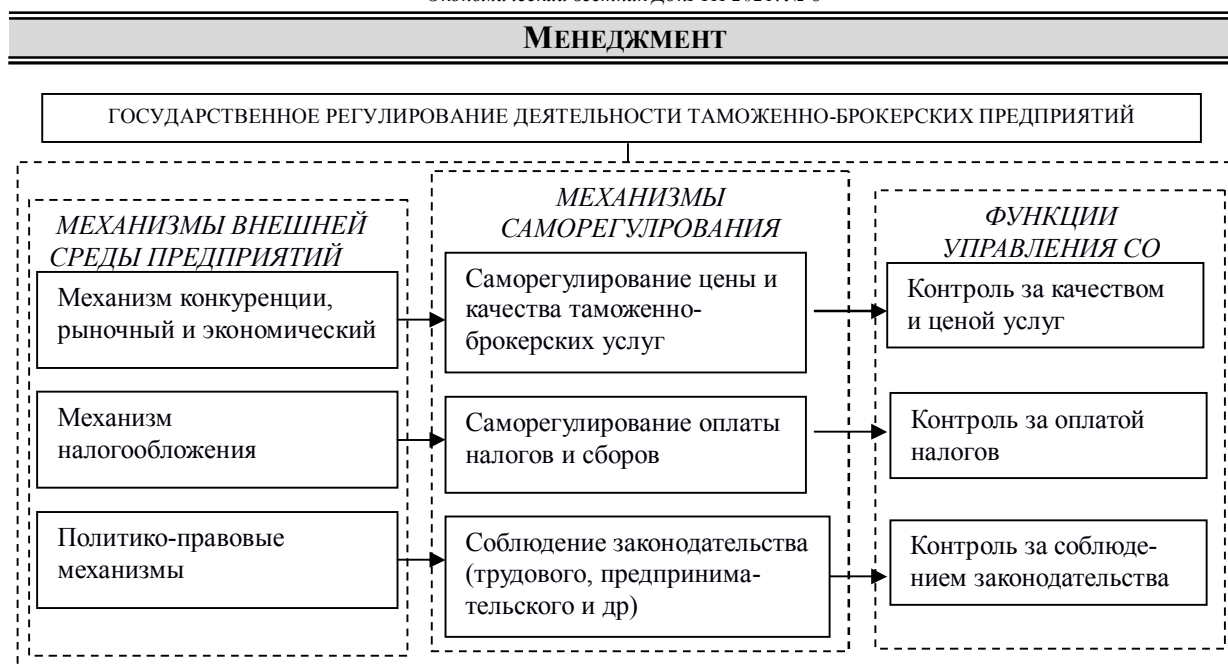 МЕНЕДЖМЕНТ
ГОСУДАРСТВЕННОЕ РЕГУЛИРОВАНИЕ ДЕЯТЕЛЬНОСТИ ТАМОЖЕННО-БРОКЕРСКИХ ПРЕДПРИЯТИЙ
МЕХАНИЗМЫ ВНЕШНЕЙ
СРЕДЫ ПРЕДПРИЯТИЙ
Механизм конкуренции,
рыночный и экономический
Механизм
налогообложения
Политико-правовые
механизмы
МЕХАНИЗМЫ
САМОРЕГУЛРОВАНИЯ
Саморегулирование цены и
качества таможенно-
брокерских услуг
Саморегулирование оплаты
налогов и сборов
Соблюдение законодательства
(трудового, предпринима-
тельского и др)
ФУНКЦИИ
УПРАВЛЕНИЯ СО
Контроль за качеством
и ценой услуг
Контроль за оплатой
налогов
Контроль за соблюде-
нием законодательства